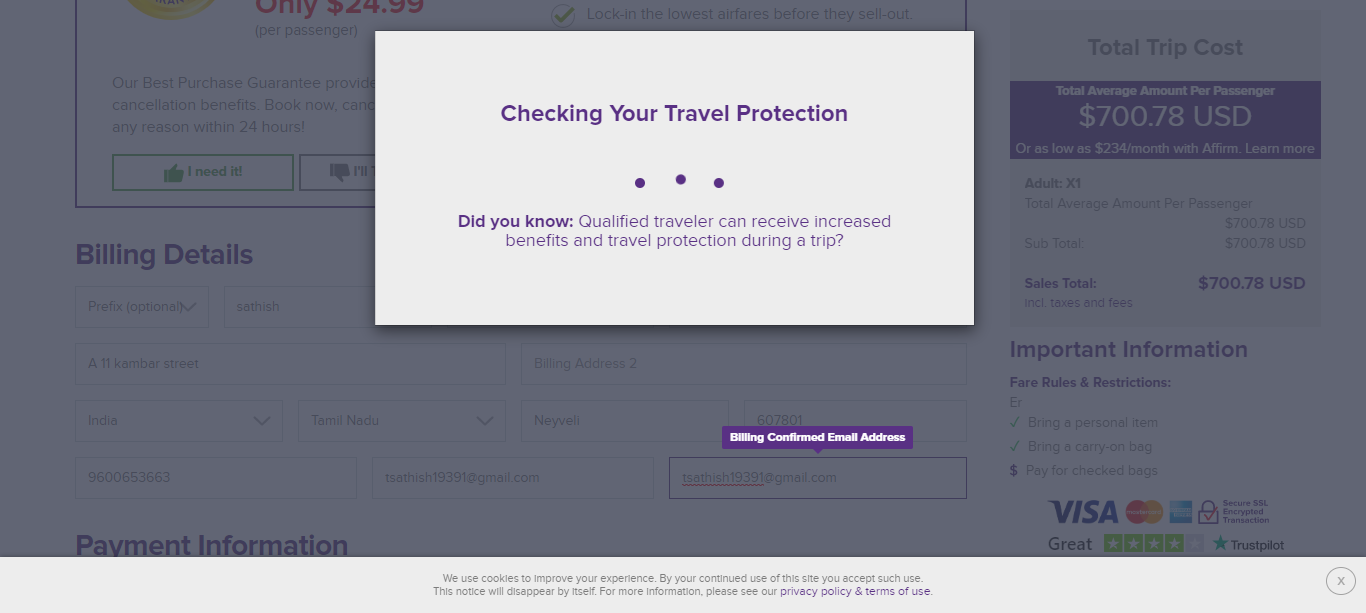 IRAN
Only $24.99
(per passenger)
Lock-in the lowest airfares before they sell-out.
Our Best Purchase Guarantee provide
cancellation benefits. Book now, canc
any reason within 24 hours!
I need it!
I'll T
Checking Your Travel Protection
Did you know: Qualified traveler can receive increased
benefits and travel protection during a trip?
Billing Details
Prefix (optional)
sathish
A 11 kambar street
Billing Address 2
India
Tamil Nadu
Neyveli
607801
Billing Confirmed Email Address
9600653663
tsathish19391@gmail.com
tsathish19391@gmail.com
Payment Information
Total Trip Cost
Total Average Amount Per Passenger
$700.78 USD
Or as low as $234/month with Affirm. Learn more
Adult: X1
Total Average Amount Per Passenger
$700.78 USD
Sub Total: $700.78 USD
Sales Total: $700.78 USD
incl. taxes and fees
Important Information
Fare Rules & Restrictions:
Er
✓ Bring a personal item
✓ Bring a carry-on bag
$ Pay for checked bags
VISA
mastercard
Secure SSL
Encrypted
Transaction
Great
Trustpilot
We use cookies to improve your experience. By your continued use of this site you accept such use.
This notice will disappear by itself. For more information, please see our privacy policy & terms of use.
x